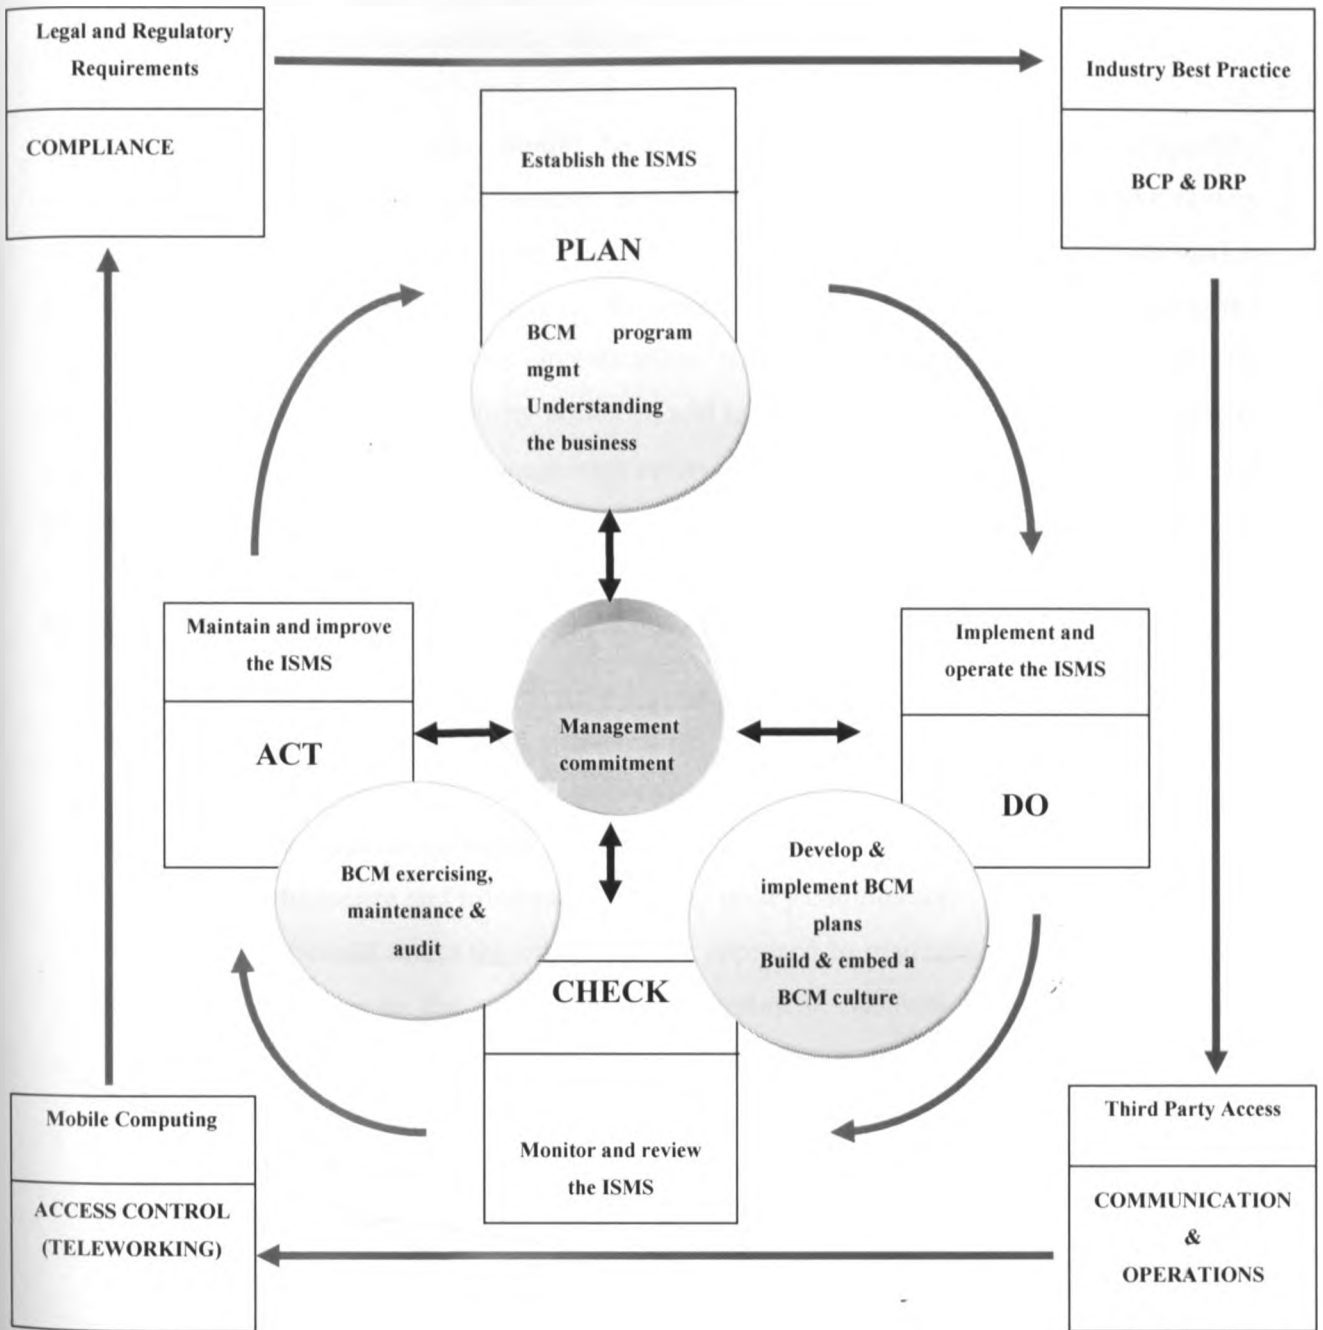 Legal and Regulatory
Requirements
COMPLIANCE
Industry Best Practice
BCP & DRP
Establish the ISMS
PLAN
BCM program
mgmt
Understanding
the business
Maintain and improve
the ISMS
ACT
Management
commitment
Implement and
operate the ISMS
DO
BCM exercising,
maintenance &
audit
Develop &
implement BCM
plans
Build & embed a
BCM culture
CHECK
Monitor and review
the ISMS
Mobile Computing
ACCESS CONTROL
(TELEWORKING)
Third Party Access
COMMUNICATION
&
OPERATIONS